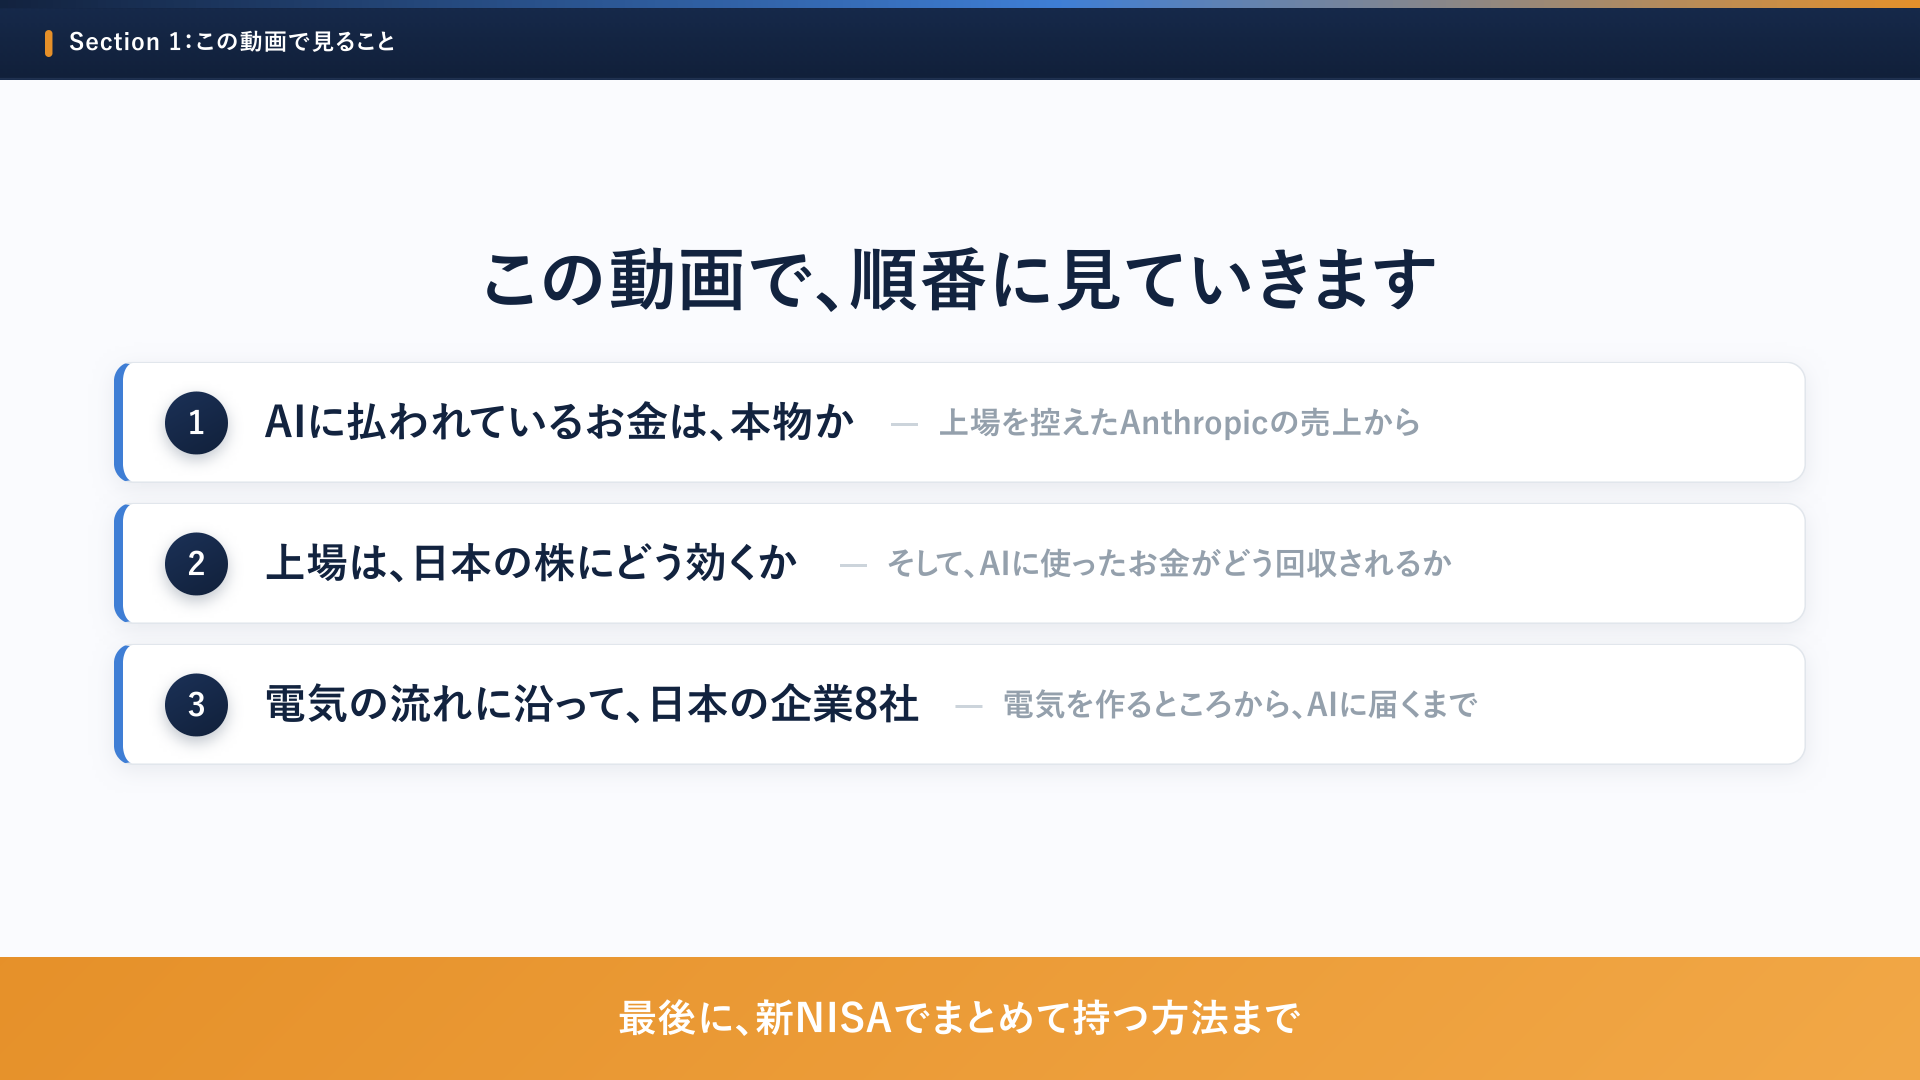 Section 1：この動画で見ること
この動画で、順番に見ていきます
1 AIに払われているお金は、本物か — 上場を控えたAnthropicの売上から
2 上場は、日本の株にどう効くか — そして、AIに使ったお金がどう回収されるか
3 電気の流れに沿って、日本の企業8社 — 電気を作るところから、AIに届くまで
最後に、新NISAでまとめて持つ方法まで